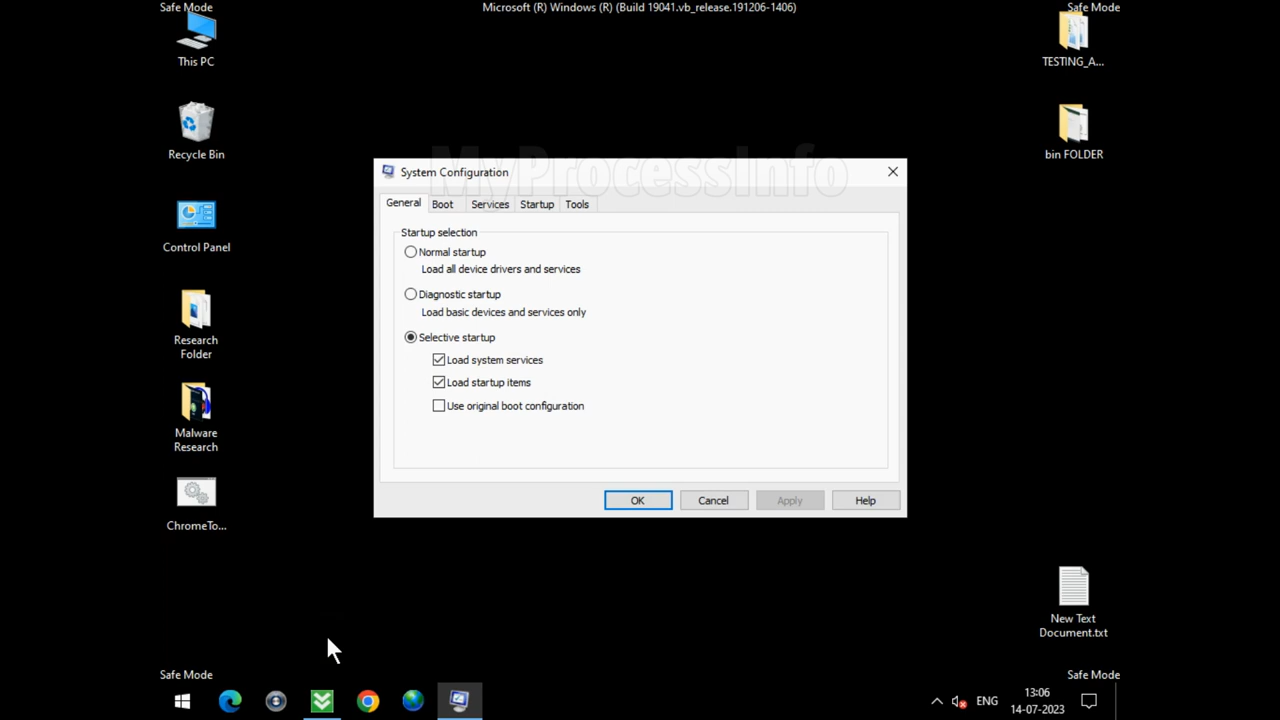 Safe Mode
Microsoft (R) Windows (R) (Build 19041.vb_release.191206-1406)
Safe Mode
This PC
TESTING_A...
Recycle Bin
bin FOLDER
MyProcessInfo
System Configuration
General
Boot
Services
Startup
Tools
Startup selection
Normal startup
Load all device drivers and services
Control Panel
Diagnostic startup
Load basic devices and services only
Selective startup
Load system services
Load startup items
Use original boot configuration
Research
Folder
Malware
Research
OK
Cancel
Apply
Help
ChromeTo...
New Text
Document.txt
Safe Mode
Safe Mode
ENG
13:06
14-07-2023